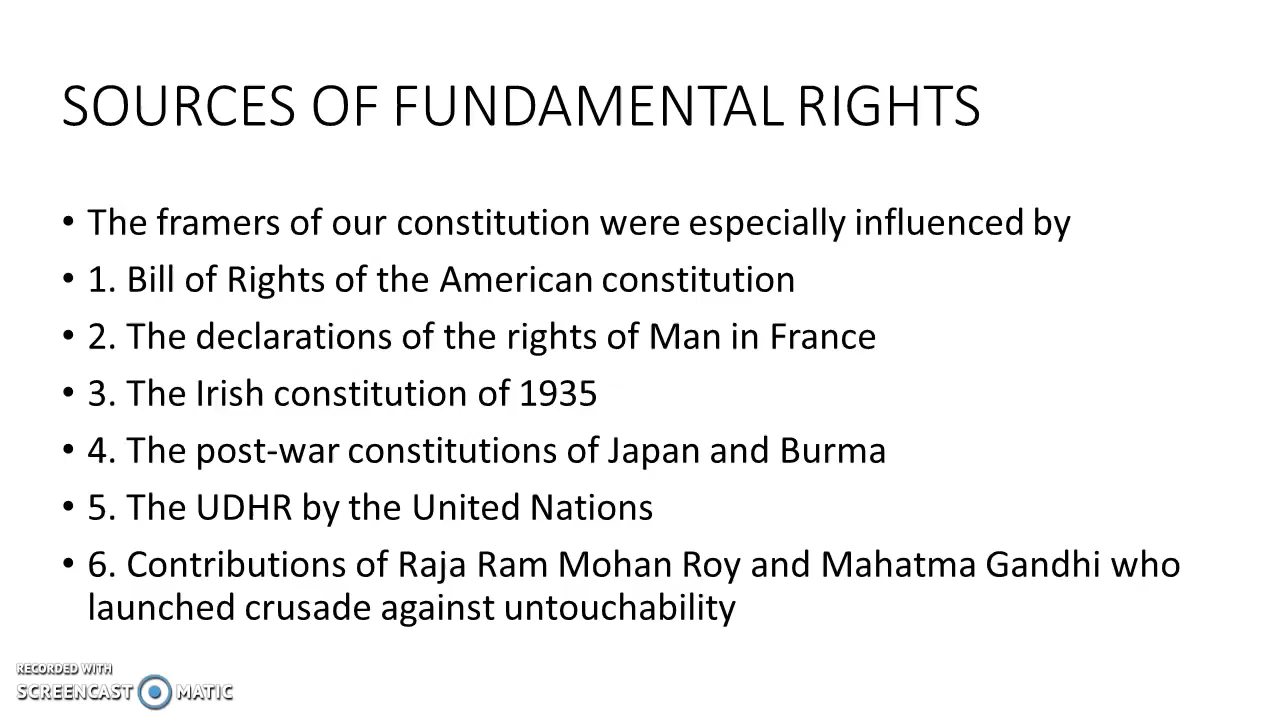 SOURCES OF FUNDAMENTAL RIGHTS
• The framers of our constitution were especially influenced by
• 1. Bill of Rights of the American constitution
• 2. The declarations of the rights of Man in France
• 3. The Irish constitution of 1935
• 4. The post-war constitutions of Japan and Burma
• 5. The UDHR by the United Nations
• 6. Contributions of Raja Ram Mohan Roy and Mahatma Gandhi who
launched crusade against untouchability
RECORDED WITH
SCREENCAST MATIC